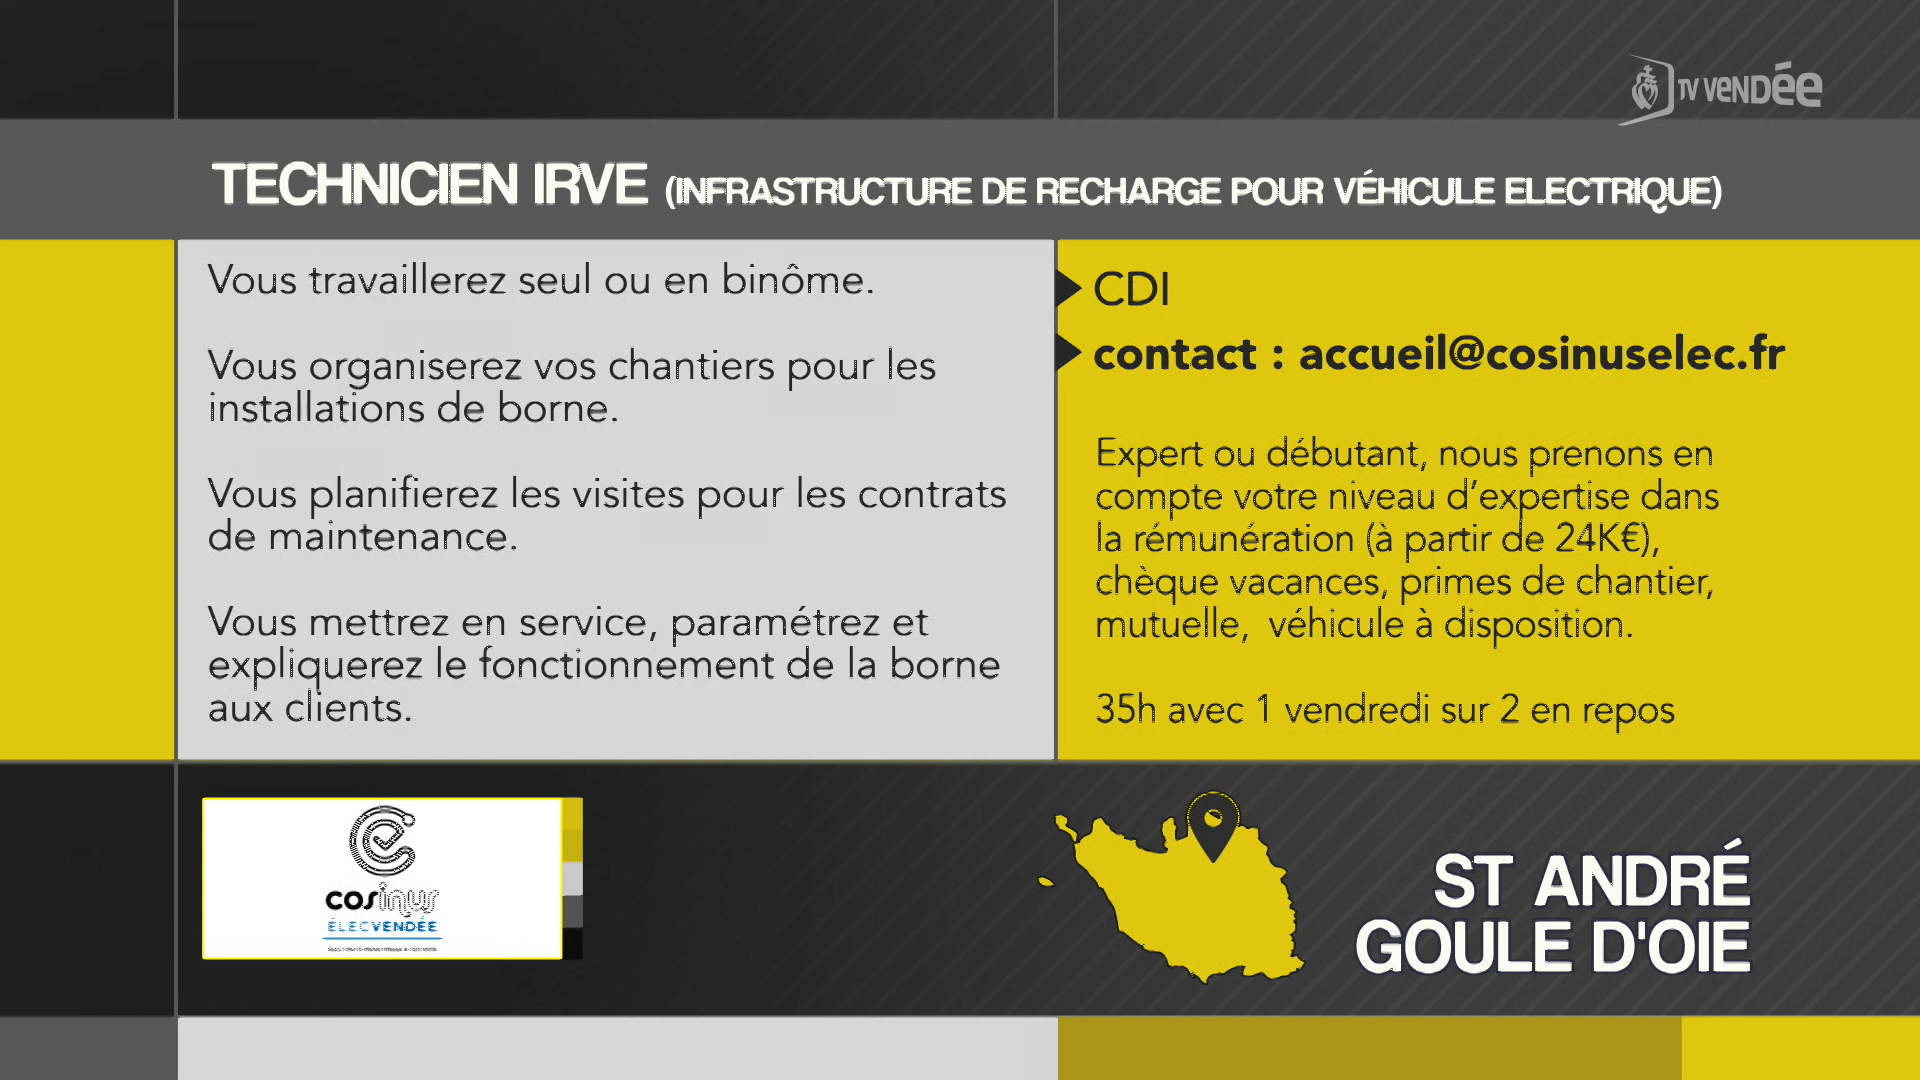 TV VENDÉE
TECHNICIEN IRVE (INFRASTRUCTURE DE RECHARGE POUR VÉHICULE ELECTRIQUE)
Vous travaillerez seul ou en binôme.
Vous organiserez vos chantiers pour les
installations de borne.
Vous planifierez les visites pour les contrats
de maintenance.
Vous mettrez en service, paramétrez et
expliquerez le fonctionnement de la borne
aux clients.
CDI
contact : accueil@cosinuselec.fr
Expert ou débutant, nous prenons en
compte votre niveau d’expertise dans
la rémunération (à partir de 24K€),
chèque vacances, primes de chantier,
mutuelle,  véhicule à disposition.
35h avec 1 vendredi sur 2 en repos
cosinus
ÉLECVENDÉE
ST ANDRÉ
GOULE D'OIE